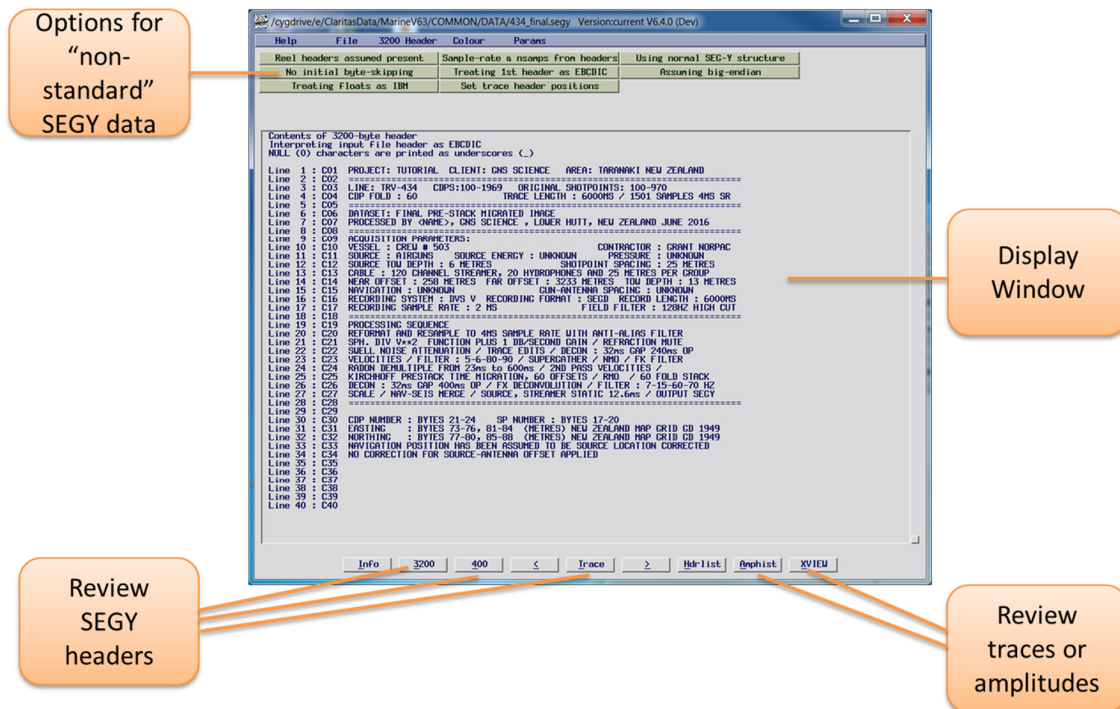 Options for
“non-
standard”
SEGY data
/cygdrive/e/ClaritasData/MarineV63/COMMON/DATA/434_final.segy Version:current V6.4.0 (Dev)
Help File 3200 Header Colour Params
Reel headers assumed present Sample-rate & nsamps from headers Using normal SEG-Y structure
No initial byte-skipping Treating 1st header as EBCDIC Assuming big-endian
Treating floats as IBM Set trace header positions
Contents of 3200-byte header
Interpreting input file header as EBCDIC
NULL (0) characters are printed as underscores (_)
Line 1 : C01 PROJECT: TUTORIAL CLIENT: GNS SCIENCE AREA: TARANAKI NEW ZEALAND
Line 2 : C02 ==================================================================
Line 3 : C03 LINE: TRV-434 CDPS:100-1969 ORIGINAL SHOTPOINTS: 100-970
Line 4 : C04 CDP FOLD : 60 TRACE LENGTH : 6000MS / 1501 SAMPLES 4MS SR
Line 5 : C05 ==================================================================
Line 6 : C06 DATASET: FINAL PRE-STACK MIGRATED IMAGE
Line 7 : C07 PROCESSED BY <NAME>, GNS SCIENCE , LOWER HUTT, NEW ZEALAND JUNE 2016
Line 8 : C08 ==================================================================
Line 9 : C09 ACQUISITION PARAMETERS:
Line 10 : C10 VESSEL : CREW # 503 CONTRACTOR : GRANT NORPAC
Line 11 : C11 SOURCE : AIRGUNS SOURCE ENERGY : UNKNOWN PRESSURE : UNKNOWN
Line 12 : C12 SOURCE TOW DEPTH : 6 METRES SHOTPOINT SPACING : 25 METRES
Line 13 : C13 CABLE : 120 CHANNEL STREAMER, 20 HYDROPHONES AND 25 METRES PER GROUP
Line 14 : C14 NEAR OFFSET : 258 METRES FAR OFFSET : 3233 METRES TOW DEPTH : 13 METRES
Line 15 : C15 NAVIGATION : UNKNOWN GUN-ANTENNA SPACING : UNKNOWN
Line 16 : C16 RECORDING SYSTEM : DVS V RECORDING FORMAT : SEGD RECORD LENGTH : 6000MS
Line 17 : C17 RECORDING SAMPLE RATE : 2 MS FIELD FILTER : 128HZ HIGH CUT
Line 18 : C18 ==================================================================
Line 19 : C19 PROCESSING SEQUENCE
Line 20 : C20 REFORMAT AND RESAMPLE TO 4MS SAMPLE RATE WITH ANTI-ALIAS FILTER
Line 21 : C21 SPH. DIV V**2 FUNCTION PLUS 1 DB/SECOND GAIN / REFRACTION MUTE
Line 22 : C22 SWELL NOISE ATTENUATION / TRACE EDITS / DECON : 32ms GAP 240ms OP
Line 23 : C23 VELOCITIES / FILTER : 5-6-80-90 / SUPERGATHER / NMO / FK FILTER
Line 24 : C24 RADON DEMULTIPLE FROM 23ms to 600ms / 2ND PASS VELOCITIES /
Line 25 : C25 KIRCHHOFF PRESTACK TIME MIGRATION, 60 OFFSETS / RMO / 60 FOLD STACK
Line 26 : C26 DECON : 32ms GAP 400ms OP / FX DECONVOLUTION / FILTER : 7-15-60-70 HZ
Line 27 : C27 SCALE / NAV-SEIS MERGE / SOURCE, STREAMER STATIC 12.6ms / OUTPUT SEGY
Line 28 : C28 ==================================================================
Line 29 : C29
Line 30 : C30 CDP NUMBER : BYTES 21-24 SP NUMBER : BYTES 17-20
Line 31 : C31 EASTING : BYTES 73-76, 81-84 (METRES) NEW ZEALAND MAP GRID GD 1949
Line 32 : C32 NORTHING : BYTES 77-80, 85-88 (METRES) NEW ZEALAND MAP GRID GD 1949
Line 33 : C33 NAVIGATION POSITION HAS BEEN ASSUMED TO BE SOURCE LOCATION CORRECTED
Line 34 : C34 NO CORRECTION FOR SOURCE-ANTENNA OFFSET APPLIED
Line 35 : C35
Line 36 : C36
Line 37 : C37
Line 38 : C38
Line 39 : C39
Line 40 : C40
Display
Window
Info 3200 400 < Trace > Hdrlist Amphist XVIEW
Review
SEGY
headers
Review
traces or
amplitudes